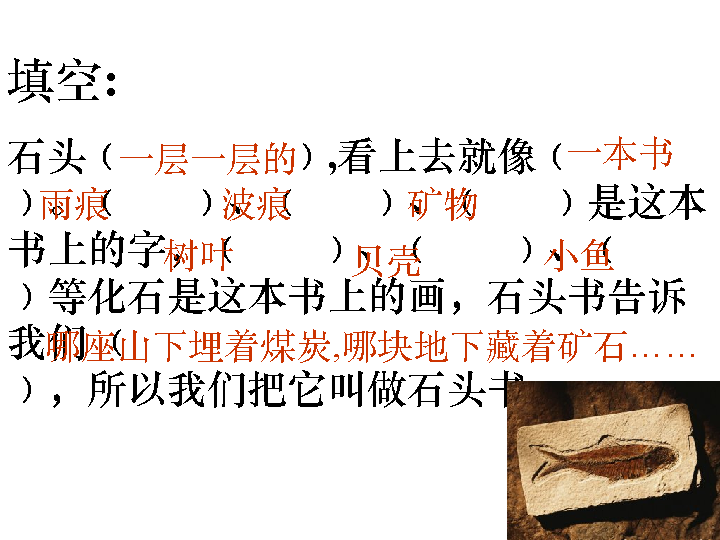 填空:
石头（一层一层的）,看上去就像（一本书
）。（雨痕）、（波痕）、（矿物）是这本
书上的字，（树叶）、（贝壳）、（小鱼
）等化石是这本书上的画，石头书告诉
我们（哪座山下埋着煤炭,哪块地下藏着矿石……
），所以我们把它叫做石头书